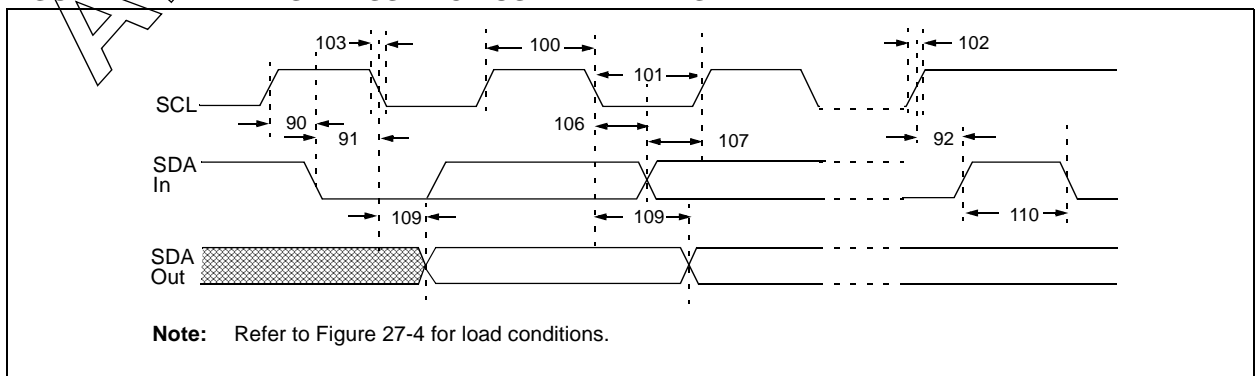 103
100
101
102
SCL
90
91
106
107
92
SDA
In
109
109
110
SDA
Out
Note: Refer to Figure 27-4 for load conditions.